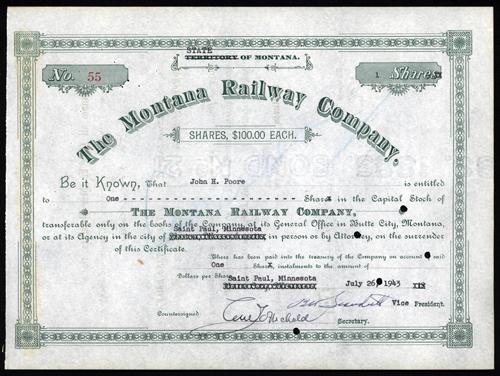 STATE
TERRITORY OF MONTANA.
No. 55
1 Shares
The Montana Railway Company,
SHARES, $100.00 EACH.
Be it Known, That John H. Poore is entitled
to One Shares in the Capital Stock of
THE MONTANA RAILWAY COMPANY,
transferable only on the books of the Company, at its General Office in Butte City, Montana,
Saint Paul, Minnesota
or at its Agency in the city of in person or by Attorney, on the surrender
of this Certificate.
There has been paid into the treasury of the Company on account said
One Shares, instalments to the amount of
Dollars per Share
Saint Paul, Minnesota
July 26, 1943
Vice President.
Countersigned
Secretary.